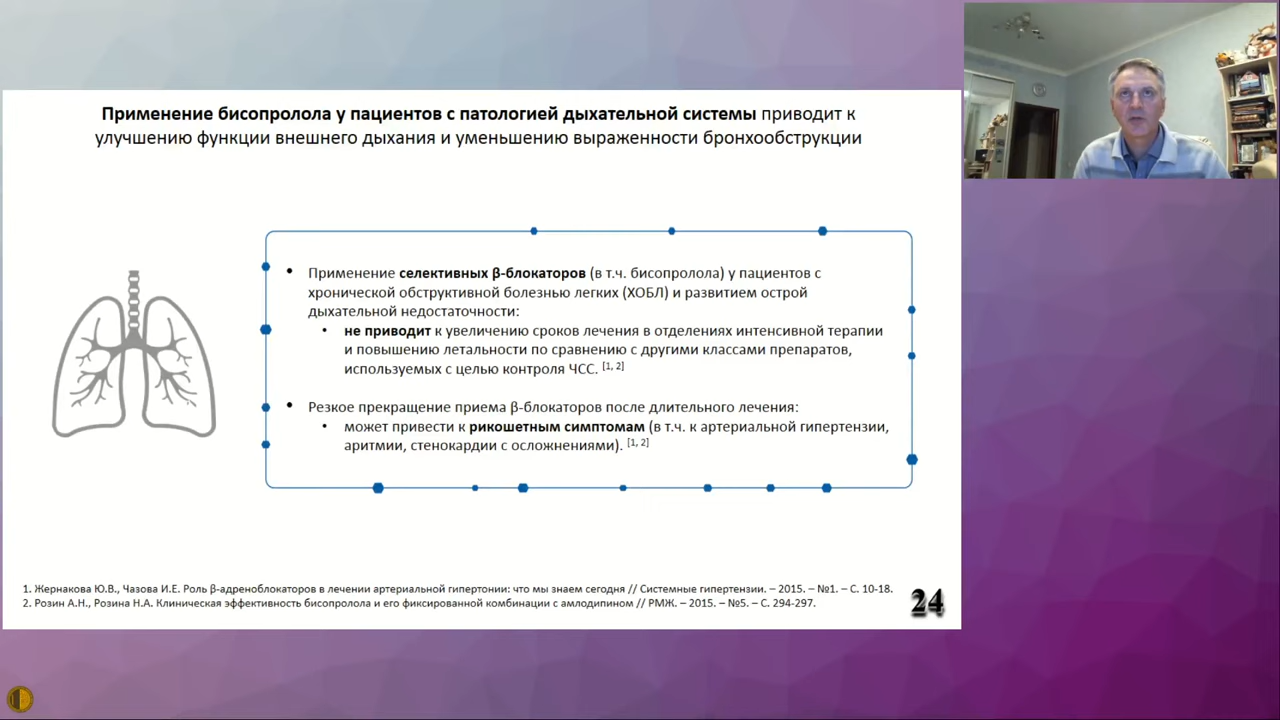 Применение бисопролола у пациентов с патологией дыхательной системы приводит к
улучшению функции внешнего дыхания и уменьшению выраженности бронхообструкции
• Применение селективных β-блокаторов (в т.ч. бисопролола) у пациентов с
хронической обструктивной болезнью легких (ХОБЛ) и развитием острой
дыхательной недостаточности:
• не приводит к увеличению сроков лечения в отделениях интенсивной терапии
и повышению летальности по сравнению с другими классами препаратов,
используемых с целью контроля ЧСС. [1, 2]
• Резкое прекращение приема β-блокаторов после длительного лечения:
• может привести к рикошетным симптомам (в т.ч. к артериальной гипертензии,
аритмии, стенокардии с осложнениями). [1, 2]
1. Жернакова Ю.В., Чазова И.Е. Роль β-адреноблокаторов в лечении артериальной гипертонии: что мы знаем сегодня // Системные гипертензии. – 2015. – №1. – С. 10-18.
2. Розин А.Н., Розина Н.А. Клиническая эффективность бисопролола и его фиксированной комбинации с амлодипином // РМЖ. – 2015. – №5. – С. 294-297.
24